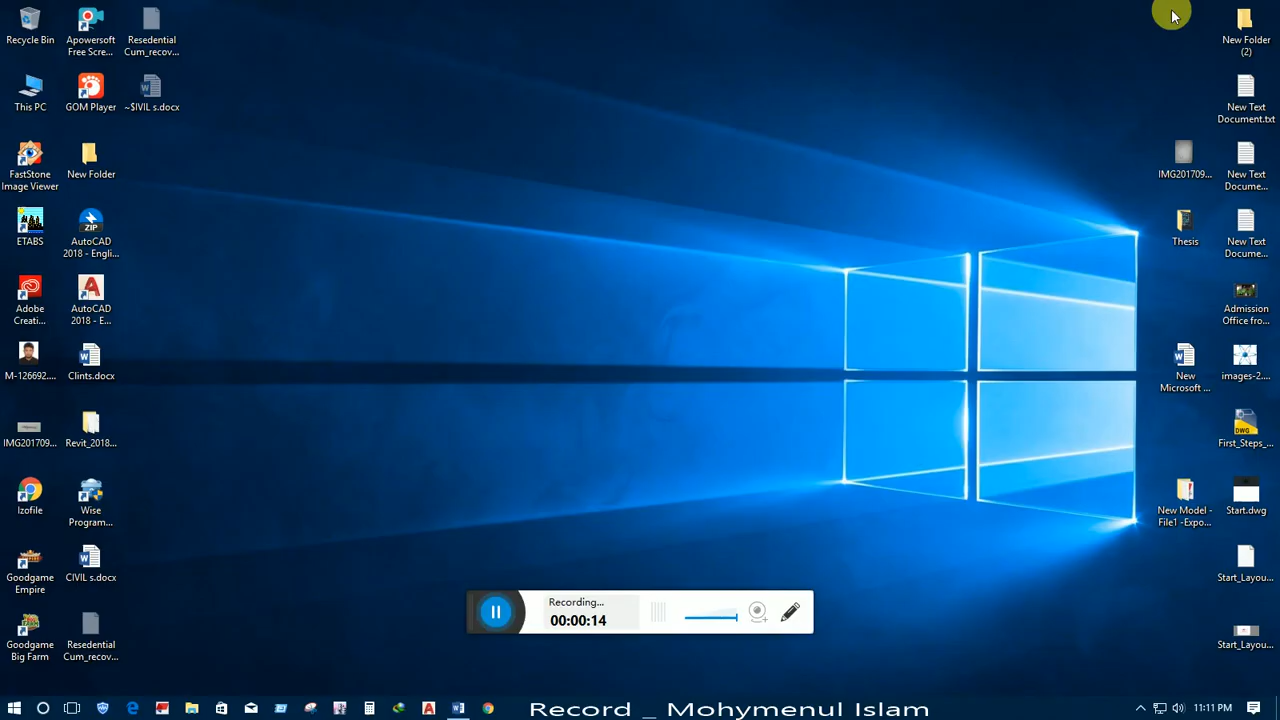 Recycle Bin
Apowersoft
Free Scre...
Resedential
Cum_recov...
This PC
GOM Player
~$IVIL s.docx
FastStone
Image Viewer
New Folder
ETABS
ZIP
AutoCAD
2018 - Engli...
Adobe
Creati...
AutoCAD
2018 - E...
M-126692....
Clints.docx
IMG201709...
Revit_2018...
Izofile
Wise
Program...
Goodgame
Empire
CIVIL s.docx
Goodgame
Big Farm
Resedential
Cum_recov...
New Folder
(2)
New Text
Document.txt
IMG201709...
New Text
Docume...
Thesis
New Text
Docume...
Admission
Office fro...
New
Microsoft ...
images-2....
DWG
First_Steps_...
New Model -
File1 -Expo...
Start.dwg
Start_Layou...
Start_Layou...
Recording...
00:00:14
Record _ Mohymenul Islam
11:11 PM